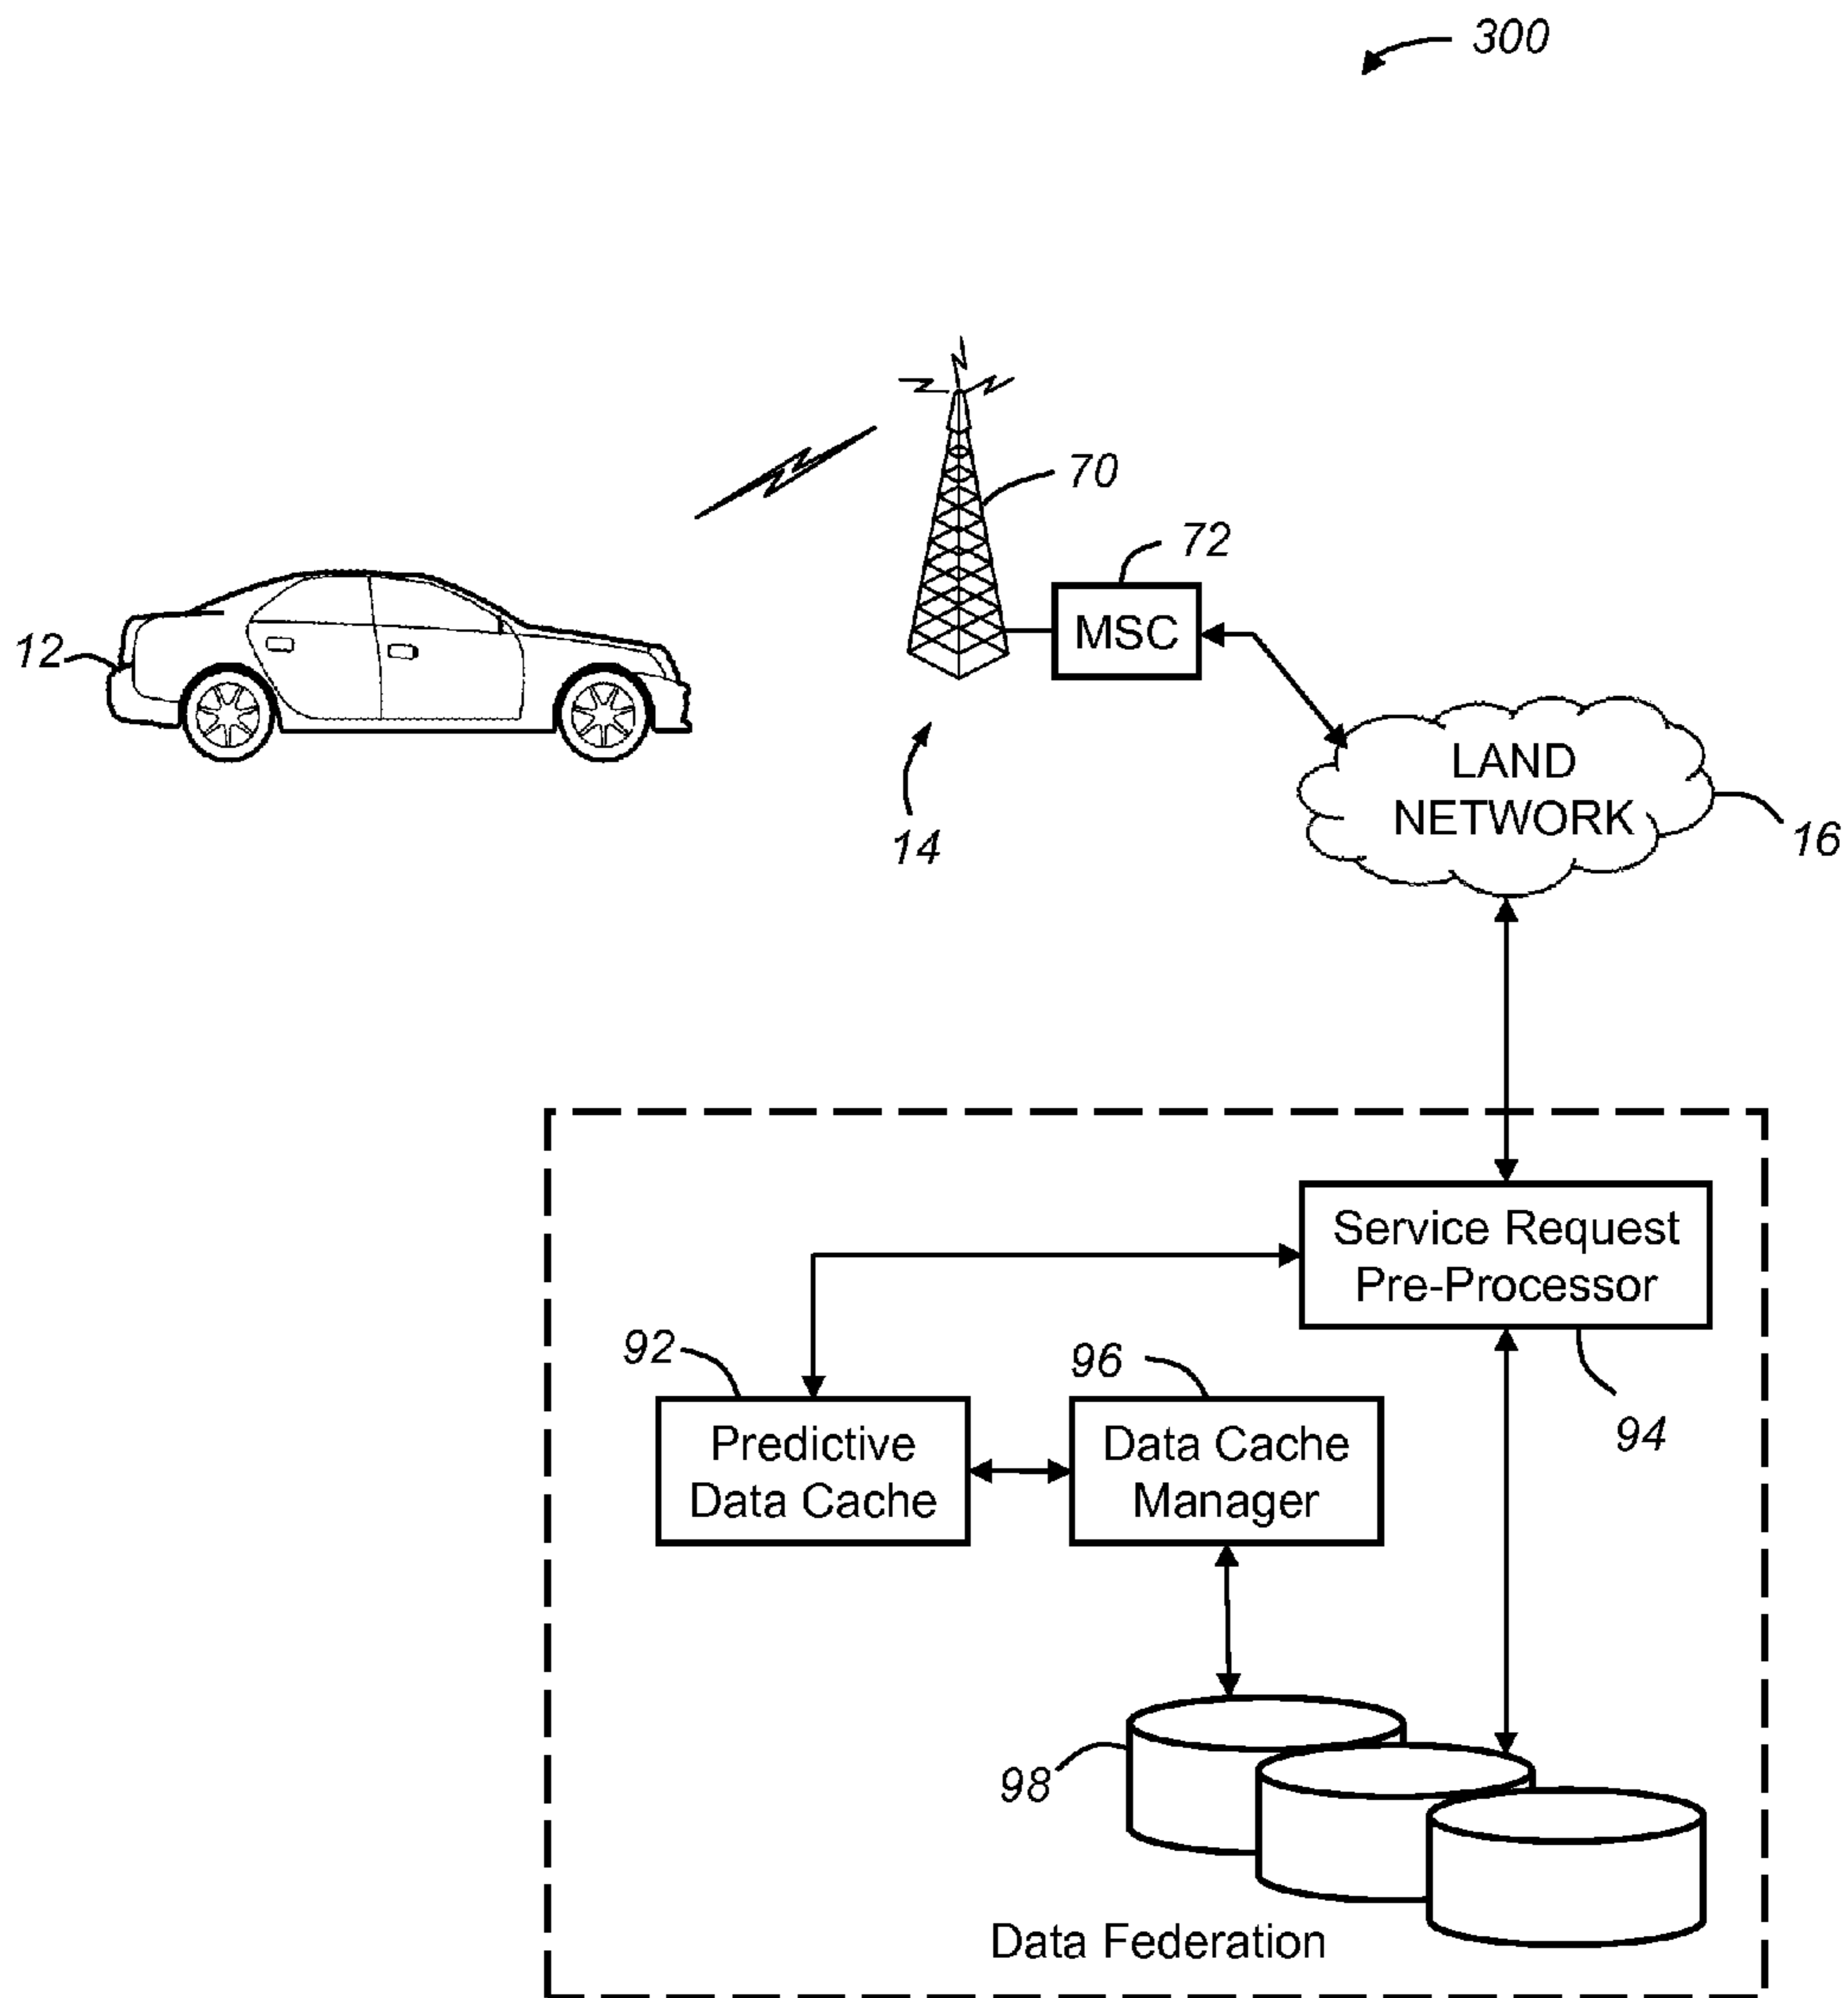 300
70
72
MSC
12
LAND
NETWORK
14
16
Service Request
Pre-Processor
92
96
94
Predictive
Data Cache
Data Cache
Manager
98
Data Federation